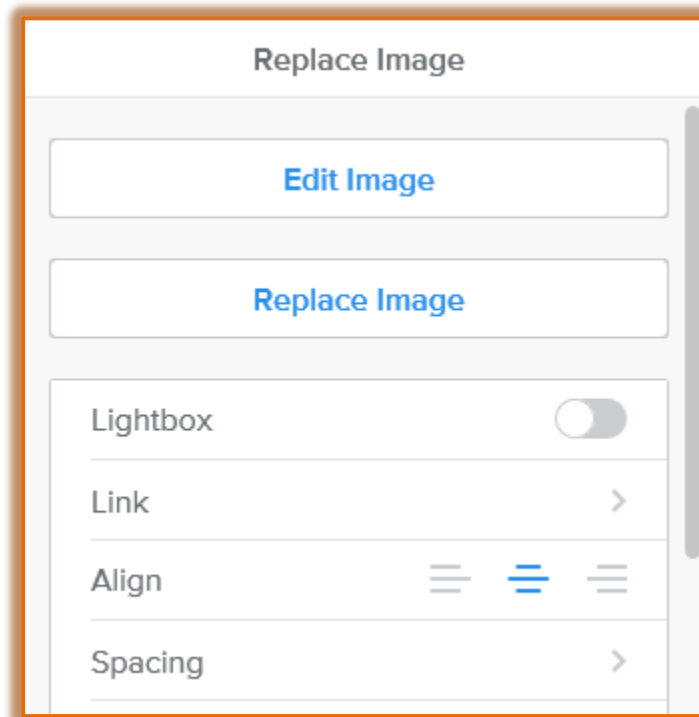 Replace Image
Edit Image
Replace Image
Lightbox
Link
Align
Spacing